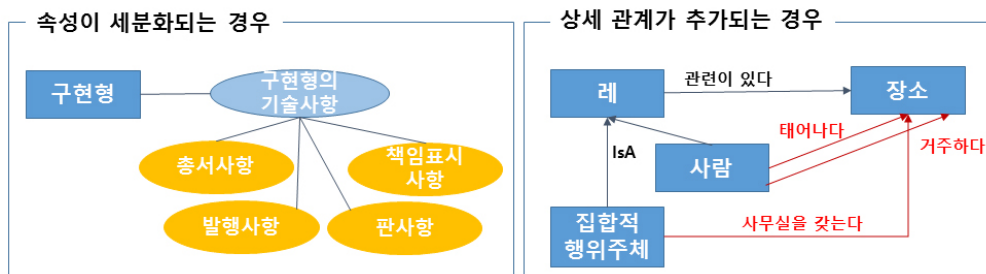 속성이 세분화되는 경우
구현형
구현형의
기술사항
총서사항
책임표시
사항
발행사항
판사항
상세 관계가 추가되는 경우
레
관련이 있다
장소
태어나다
거주하다
IsA
사람
집합적
행위주체
사무실을 갖는다